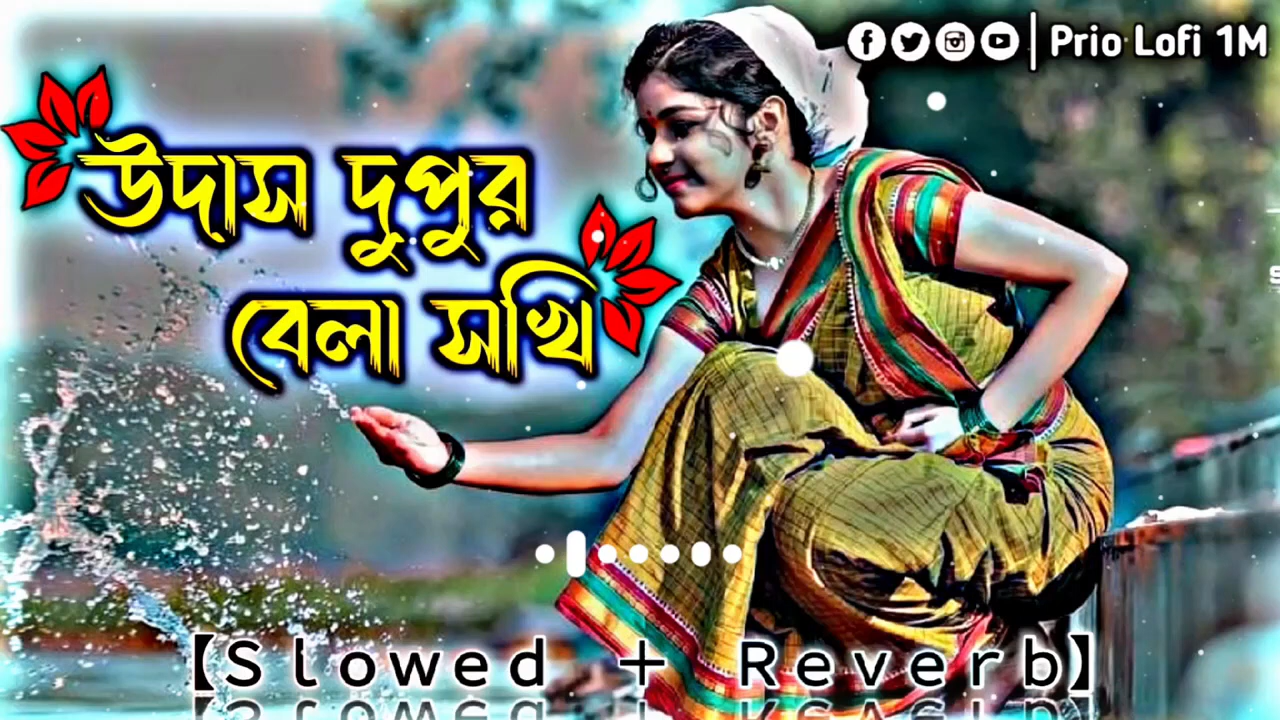 Prio Lofi 1M
উদাস দুপুর
বেলা সখি
【Slowed + Reverb】